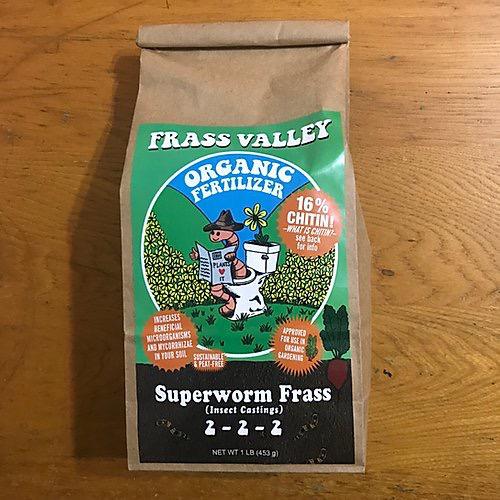 FRASS VALLEY
ORGANIC
FERTILIZER
16%
CHITIN!
-WHAT IS CHITIN?-
see back
for info
PLANTS
IT
INCREASES
BENEFICIAL
MICROORGANISMS
AND MYCORRHIZAE
IN YOUR SOIL
SUSTAINABLE
& PEAT-FREE
APPROVED
FOR USE IN
ORGANIC
GARDENING
Superworm Frass
(Insect Castings)
2-2-2
NET WT 1 LB (453 g)